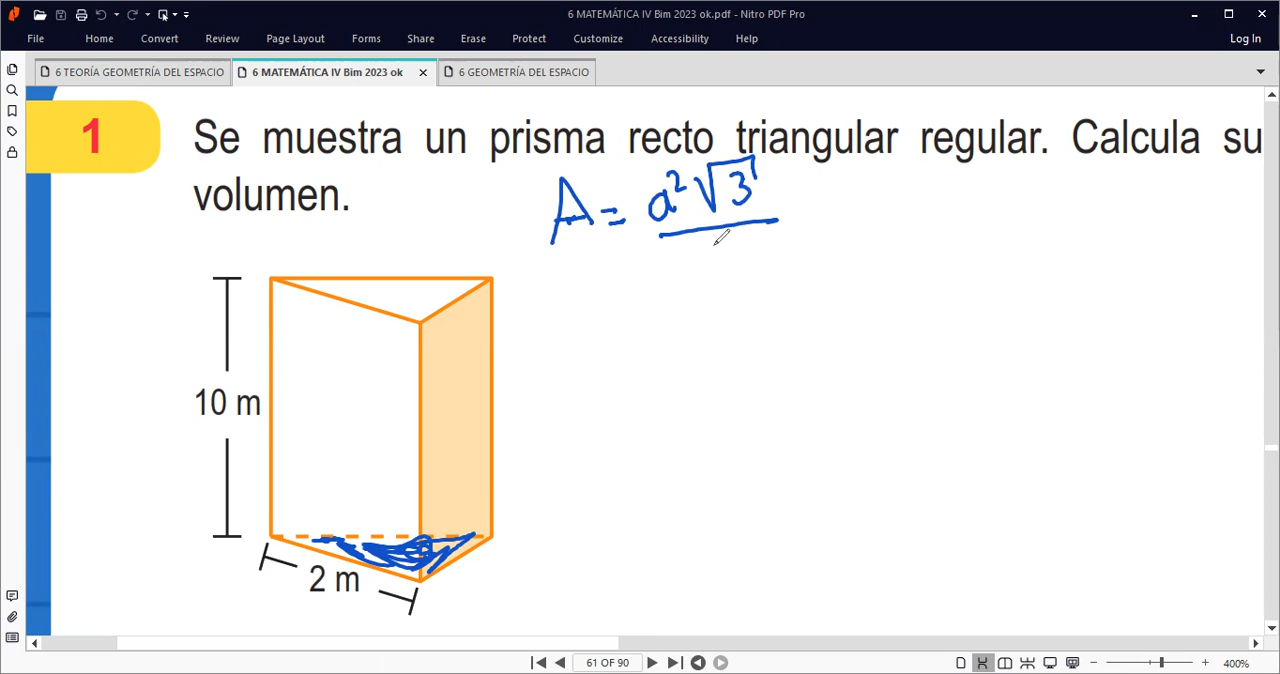 6 MATEMÁTICA IV Bim 2023 ok.pdf - Nitro PDF Pro
File Home Convert Review Page Layout Forms Share Erase Protect Customize Accessibility Help Log In
6 TEORÍA GEOMETRÍA DEL ESPACIO 6 MATEMÁTICA IV Bim 2023 ok 6 GEOMETRÍA DEL ESPACIO
1 Se muestra un prisma recto triangular regular. Calcula su
volumen.
A = a²√3
10 m
2 m
61 OF 90 400%